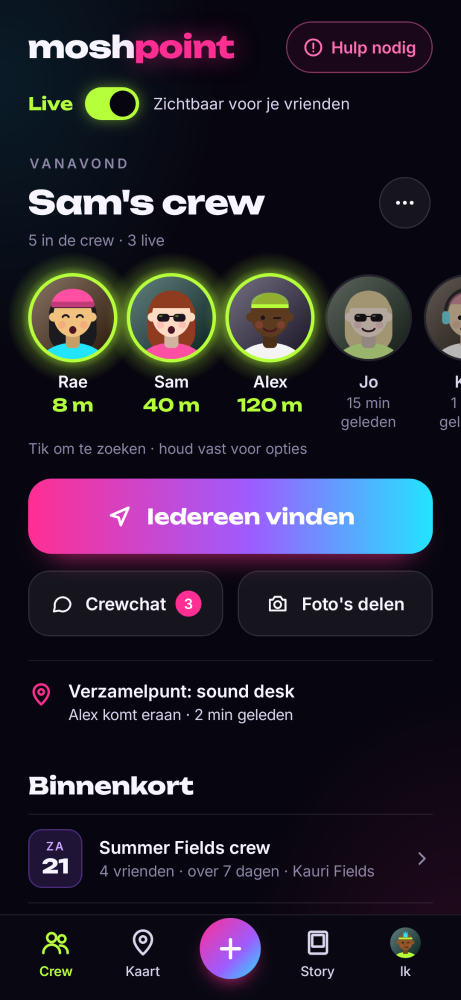 moshpoint
Hulp nodig
Live
Zichtbaar voor je vrienden
VANAVOND
Sam's crew
5 in de crew · 3 live
Rae
Sam
Alex
Jo
K
8 m
40 m
120 m
15 min
geleden
1
gel
Tik om te zoeken · houd vast voor opties
Iedereen vinden
Crewchat 3
Foto's delen
Verzamelpunt: sound desk
Alex komt eraan · 2 min geleden
Binnenkort
ZA
21
Summer Fields crew
4 vrienden · over 7 dagen · Kauri Fields
Crew
Kaart
Story
Ik